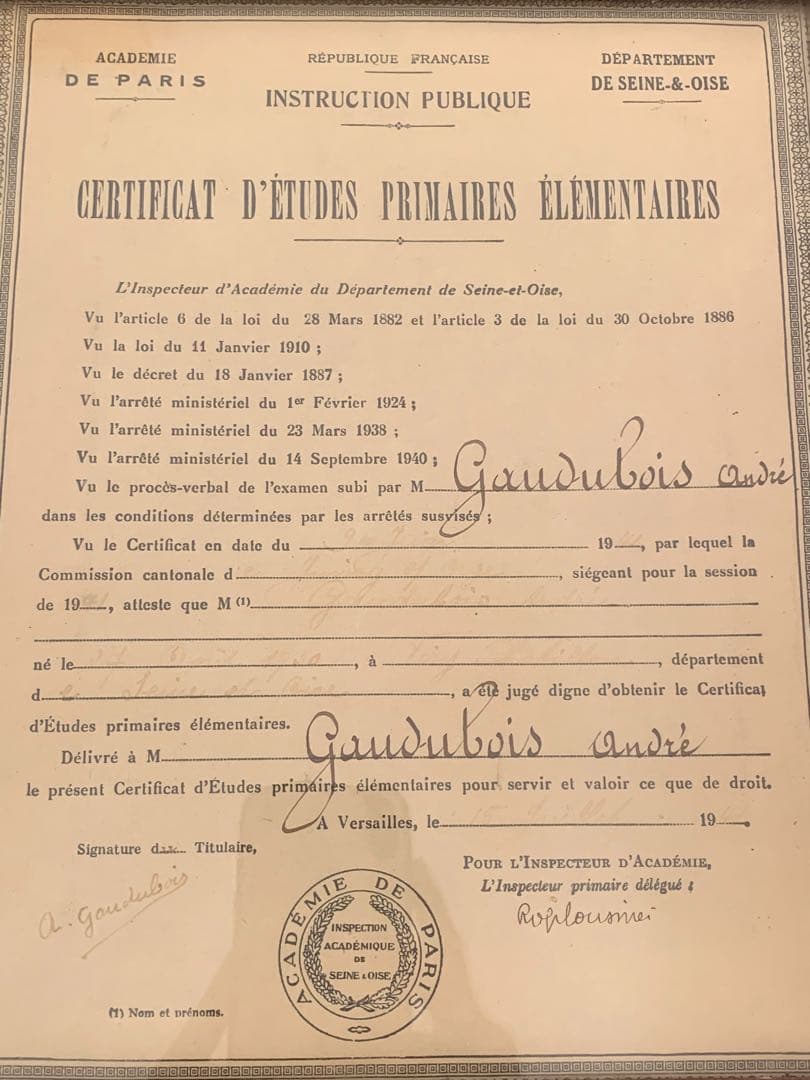 ACADEMIE
DE PARIS
RÉPUBLIQUE FRANÇAISE
INSTRUCTION PUBLIQUE
DÉPARTEMENT
DE SEINE-&-OISE
CERTIFICAT D'ÉTUDES PRIMAIRES ÉLÉMENTAIRES
L'Inspecteur d'Académie du Département de Seine-et-Oise,
Vu l'article 6 de la loi du 28 Mars 1882 et l'article 3 de la loi du 30 Octobre 1886
Vu la loi du 11 Janvier 1910 ;
Vu le décret du 18 Janvier 1887 ;
Vu l'arrêté ministériel du 1er Février 1924 ;
Vu l'arrêté ministériel du 23 Mars 1938 ;
Vu l'arrêté ministériel du 14 Septembre 1940 ;
Vu le procès-verbal de l'examen subi par M Gaudubois André
dans les conditions déterminées par les arrêtés susvisés ;
Vu le Certificat en date du 19 , par lequel la
Commission cantonale d , siégeant pour la session
de 19 , atteste que M (1)
né le , à , département
d e Seine et Oise , a été jugé digne d'obtenir le Certificat
d'Études primaires élémentaires.
Délivré à M Gaudubois André
le présent Certificat d'Études primaires élémentaires pour servir et valoir ce que de droit.
A Versailles, le 19
Signature d Titulaire,
A. Gaudubois
POUR L'INSPECTEUR D'ACADÉMIE,
L'Inspecteur primaire délégué :
ACADÉMIE DE PARIS
INSPECTION
ACADÉMIQUE
DE
SEINE & OISE
(1) Nom et prénoms.